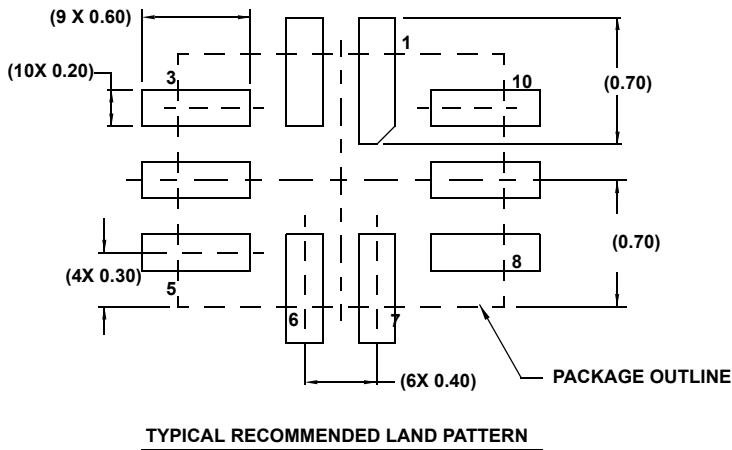 (9 X 0.60)
1
(10X 0.20)
3
10
(0.70)
(0.70)
(4X 0.30)
5
8
6
7
(6X 0.40)
PACKAGE OUTLINE
TYPICAL RECOMMENDED LAND PATTERN